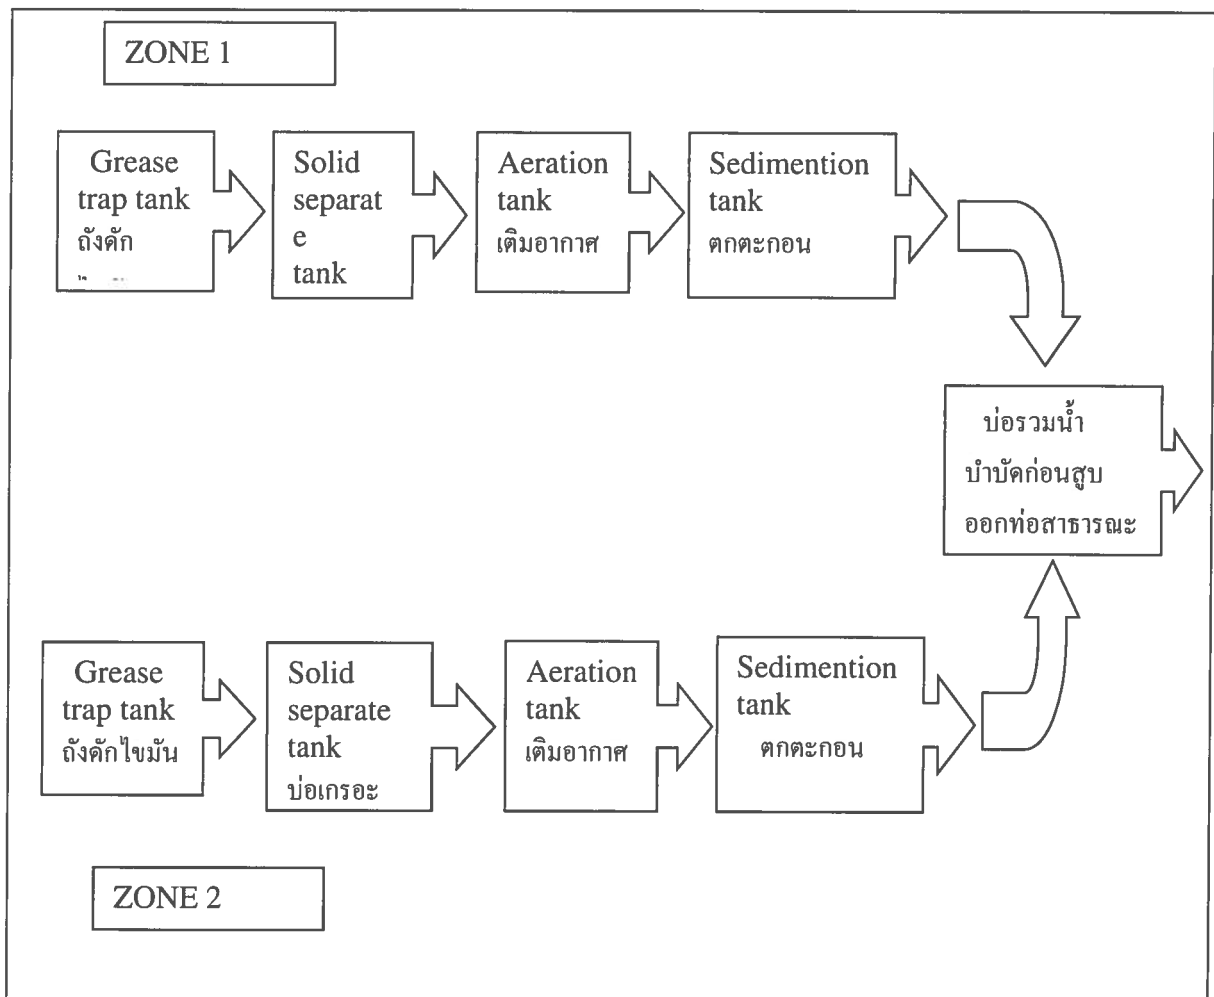 ZONE 1
Grease
trap tank
ถังดัก
Solid
separat
e
tank
Aeration
tank
เติมอากาศ
Sedimention
tank
ตกตะกอน
บ่อรวมน้ำ
บำบัดก่อนสูบ
ออกท่อสาธารณะ
Grease
trap tank
ถังดักไขมัน
Solid
separate
tank
บ่อเกรอะ
Aeration
tank
เติมอากาศ
Sedimention
tank
ตกตะกอน
ZONE 2